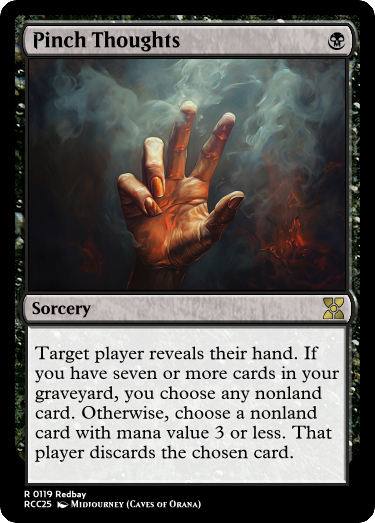 Pinch Thoughts
Sorcery
Target player reveals their hand. If
you have seven or more cards in your
graveyard, you choose any nonland
card. Otherwise, choose a nonland
card with mana value 3 or less. That
player discards the chosen card.
R 0119 Redbay
RCC25 Midjourney (Caves of Orana)